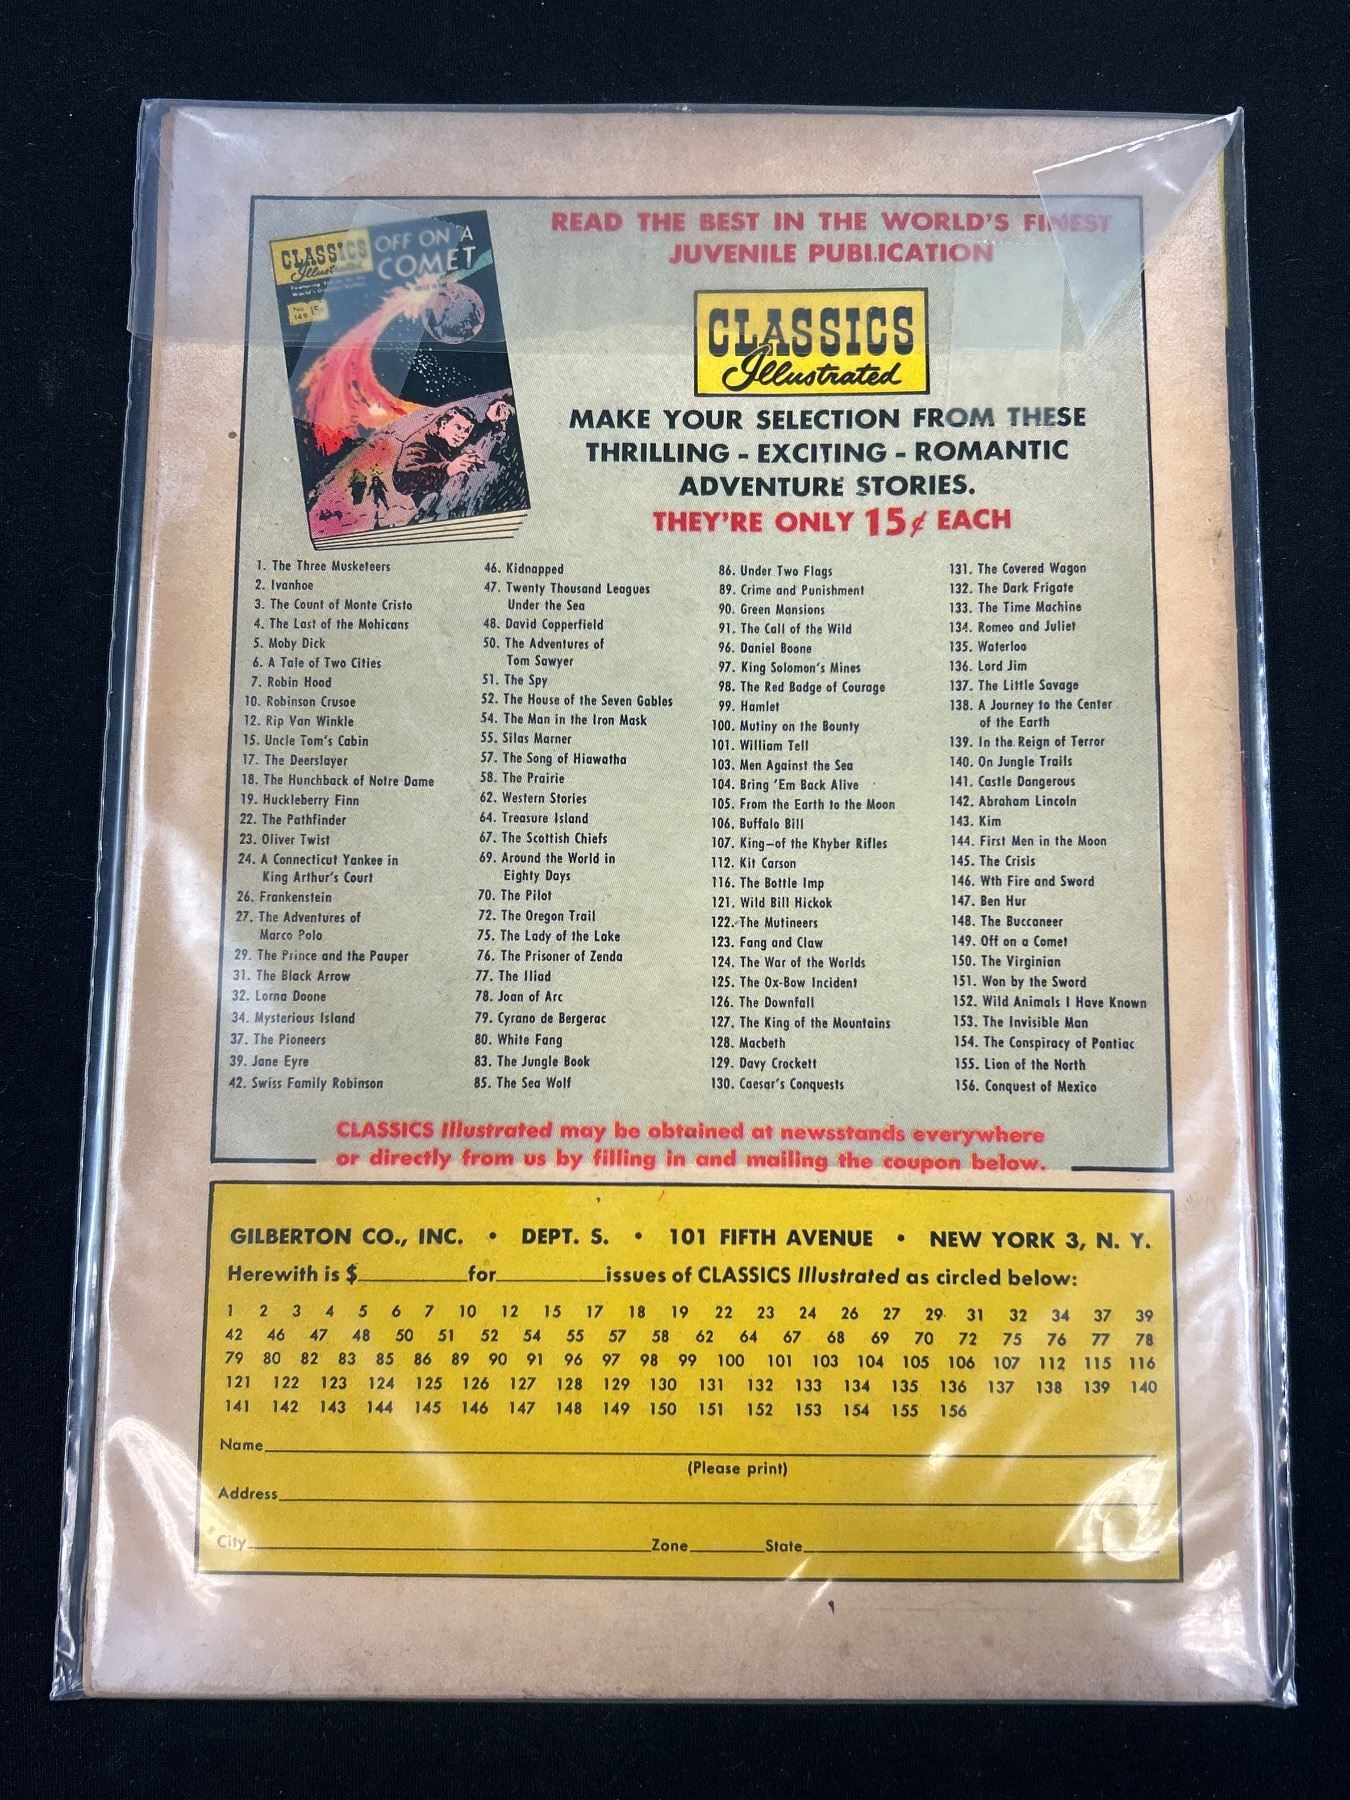 CLASSICS
Illust
OFF ON A
COMET
No 149 15¢
READ THE BEST IN THE WORLD'S FINEST
JUVENILE PUBLICATION
CLASSICS
Illustrated
MAKE YOUR SELECTION FROM THESE
THRILLING - EXCITING - ROMANTIC
ADVENTURE STORIES.
THEY'RE ONLY 15¢ EACH
1. The Three Musketeers
2. Ivanhoe
3. The Count of Monte Cristo
4. The Last of the Mohicans
5. Moby Dick
6. A Tale of Two Cities
7. Robin Hood
10. Robinson Crusoe
12. Rip Van Winkle
15. Uncle Tom's Cabin
17. The Deerslayer
18. The Hunchback of Notre Dame
19. Huckleberry Finn
22. The Pathfinder
23. Oliver Twist
24. A Connecticut Yankee in
King Arthur's Court
26. Frankenstein
27. The Adventures of
Marco Polo
29. The Prince and the Pauper
31. The Black Arrow
32. Lorna Doone
34. Mysterious Island
37. The Pioneers
39. Jane Eyre
42. Swiss Family Robinson
46. Kidnapped
47. Twenty Thousand Leagues
Under the Sea
48. David Copperfield
50. The Adventures of
Tom Sawyer
51. The Spy
52. The House of the Seven Gables
54. The Man in the Iron Mask
55. Silas Marner
57. The Song of Hiawatha
58. The Prairie
62. Western Stories
64. Treasure Island
67. The Scottish Chiefs
69. Around the World in
Eighty Days
70. The Pilot
72. The Oregon Trail
75. The Lady of the Lake
76. The Prisoner of Zenda
77. The Iliad
78. Joan of Arc
79. Cyrano de Bergerac
80. White Fang
83. The Jungle Book
85. The Sea Wolf
86. Under Two Flags
89. Crime and Punishment
90. Green Mansions
91. The Call of the Wild
96. Daniel Boone
97. King Solomon's Mines
98. The Red Badge of Courage
99. Hamlet
100. Mutiny on the Bounty
101. William Tell
103. Men Against the Sea
104. Bring 'Em Back Alive
105. From the Earth to the Moon
106. Buffalo Bill
107. King—of the Khyber Rifles
112. Kit Carson
116. The Bottle Imp
121. Wild Bill Hickok
122. The Mutineers
123. Fang and Claw
124. The War of the Worlds
125. The Ox-Bow Incident
126. The Downfall
127. The King of the Mountains
128. Macbeth
129. Davy Crockett
130. Caesar's Conquests
131. The Covered Wagon
132. The Dark Frigate
133. The Time Machine
134. Romeo and Juliet
135. Waterloo
136. Lord Jim
137. The Little Savage
138. A Journey to the Center
of the Earth
139. In the Reign of Terror
140. On Jungle Trails
141. Castle Dangerous
142. Abraham Lincoln
143. Kim
144. First Men in the Moon
145. The Crisis
146. Wth Fire and Sword
147. Ben Hur
148. The Buccaneer
149. Off on a Comet
150. The Virginian
151. Won by the Sword
152. Wild Animals I Have Known
153. The Invisible Man
154. The Conspiracy of Pontiac
155. Lion of the North
156. Conquest of Mexico
CLASSICS Illustrated may be obtained at newsstands everywhere
or directly from us by filling in and mailing the coupon below.
GILBERTON CO., INC. • DEPT. S. • 101 FIFTH AVENUE • NEW YORK 3, N. Y.
Herewith is $ for issues of CLASSICS Illustrated as circled below:
1 2 3 4 5 6 7 10 12 15 17 18 19 22 23 24 26 27 29 31 32 34 37 39
42 46 47 48 50 51 52 54 55 57 58 62 64 67 68 69 70 72 75 76 77 78
79 80 82 83 85 86 89 90 91 96 97 98 99 100 101 103 104 105 106 107 112 115 116
121 122 123 124 125 126 127 128 129 130 131 132 133 134 135 136 137 138 139 140
141 142 143 144 145 146 147 148 149 150 151 152 153 154 155 156
Name
(Please print)
Address
City Zone State